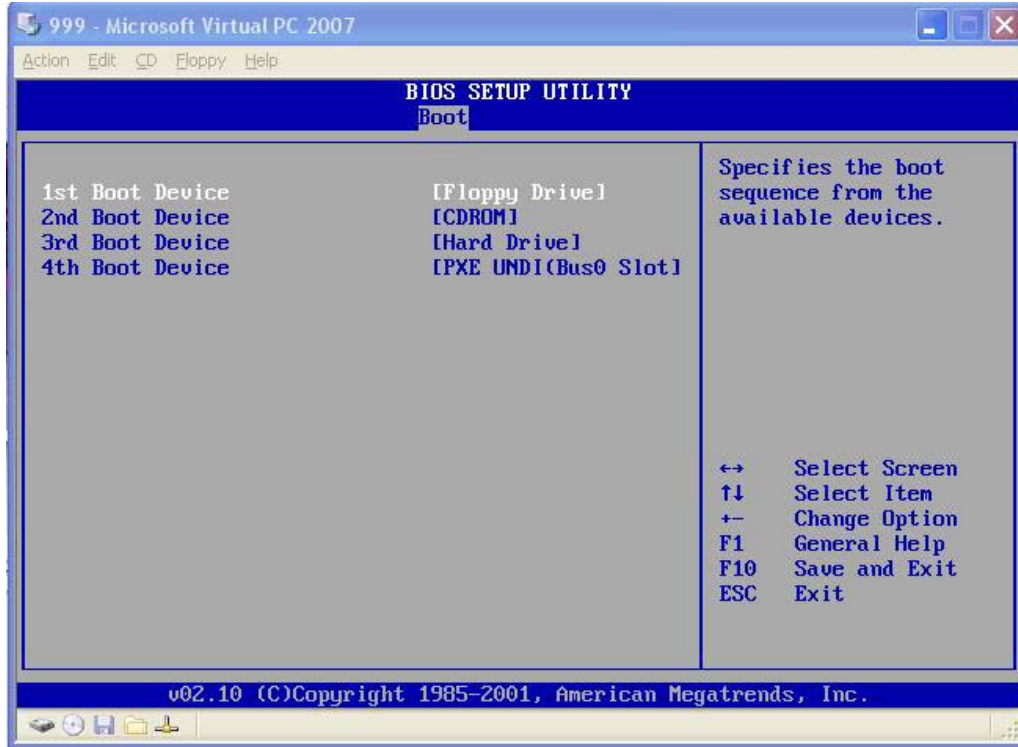 999 - Microsoft Virtual PC 2007
Action Edit CD Floppy Help
BIOS SETUP UTILITY
Boot
1st Boot Device [Floppy Drive]
2nd Boot Device [CDROM]
3rd Boot Device [Hard Drive]
4th Boot Device [PXE UNDI(Bus0 Slot]
Specifies the boot
sequence from the
available devices.
←→ Select Screen
↑↓ Select Item
+- Change Option
F1 General Help
F10 Save and Exit
ESC Exit
v02.10 (C)Copyright 1985-2001, American Megatrends, Inc.